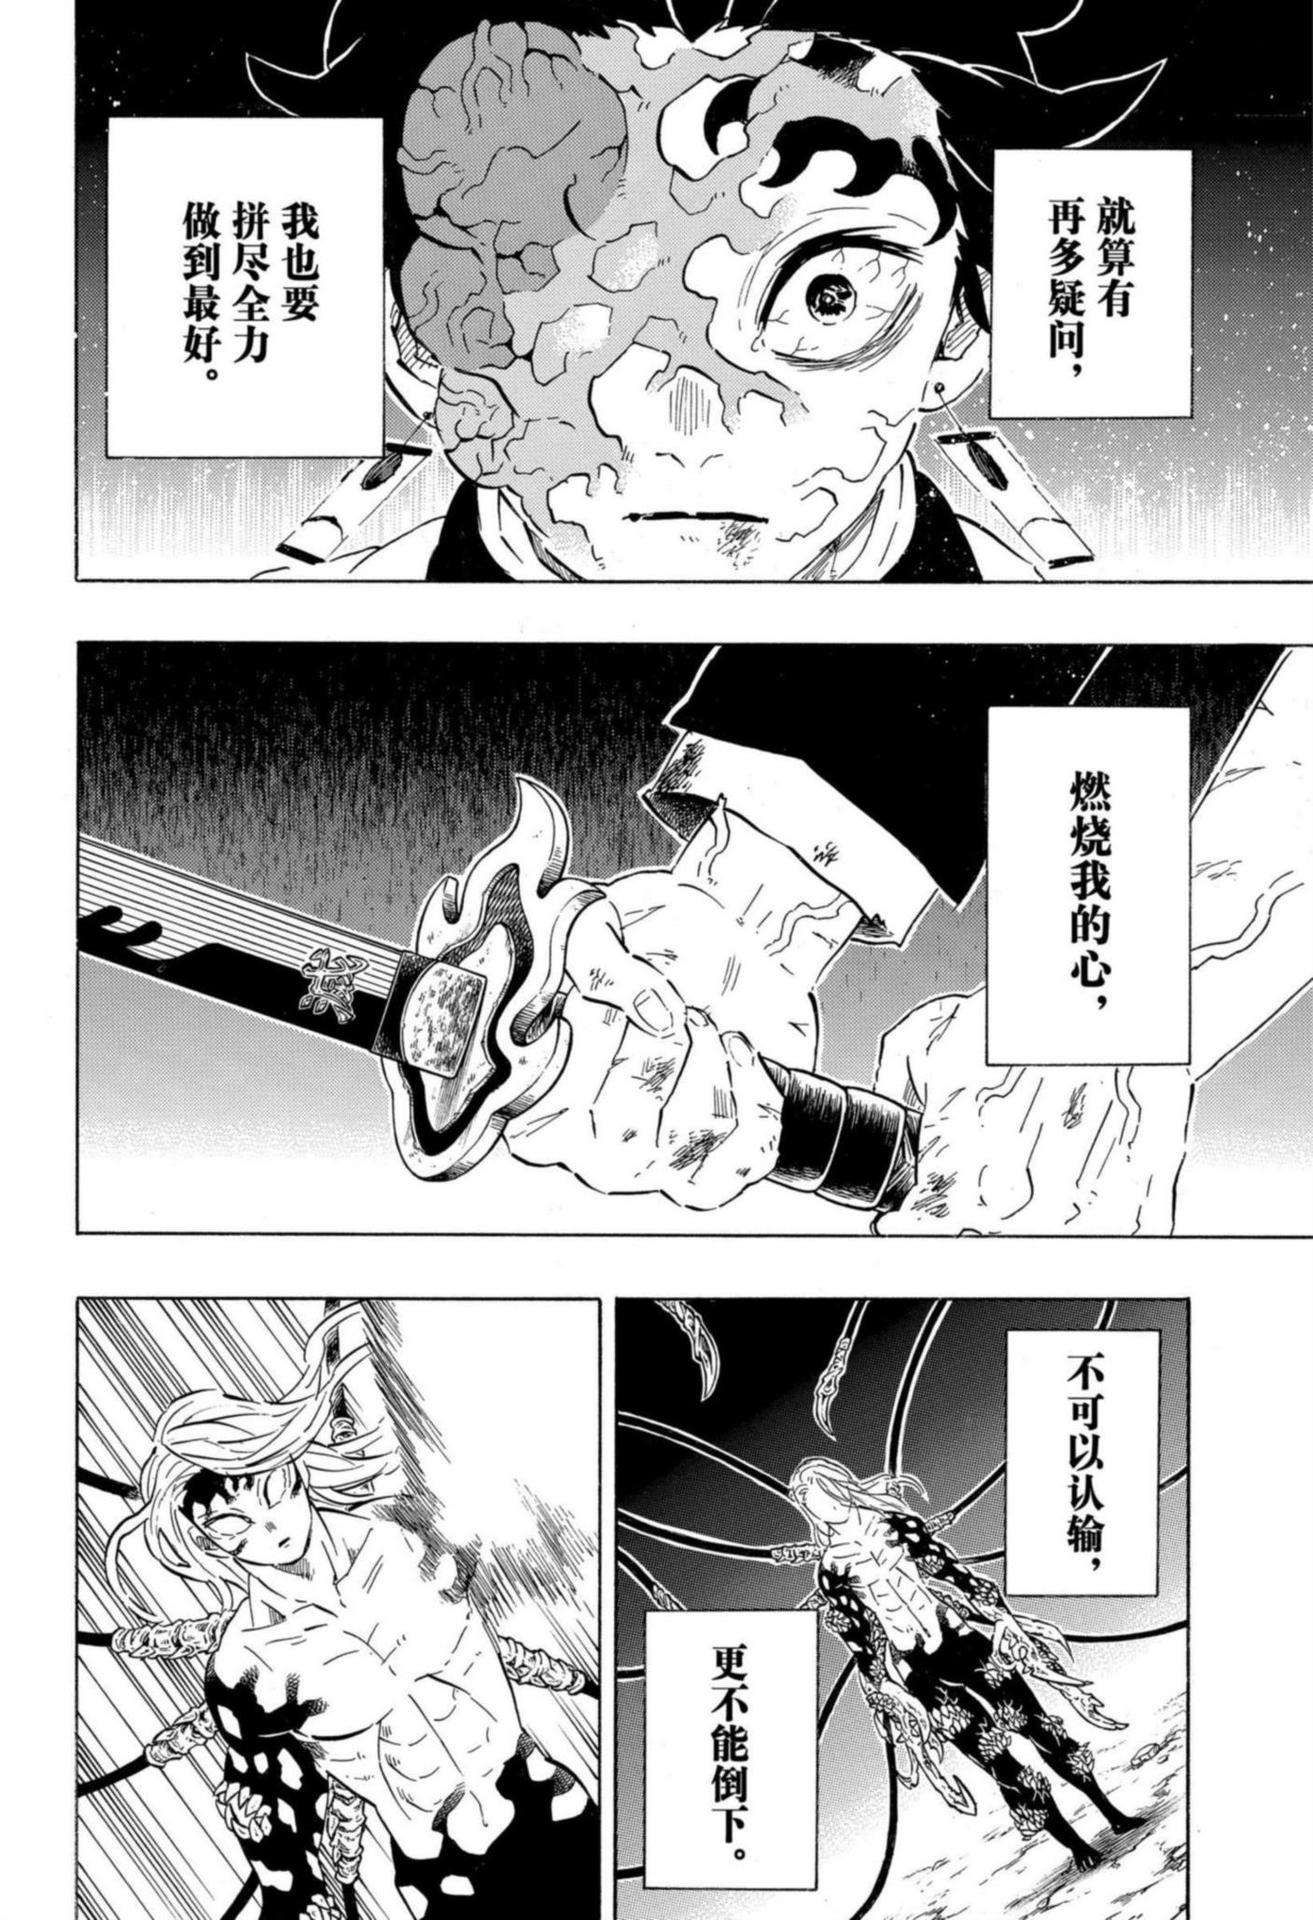 就算有
再多疑问，
我也要
拼尽全力
做到最好。
燃烧我的心，
滅
不可以认输，
更不能倒下。